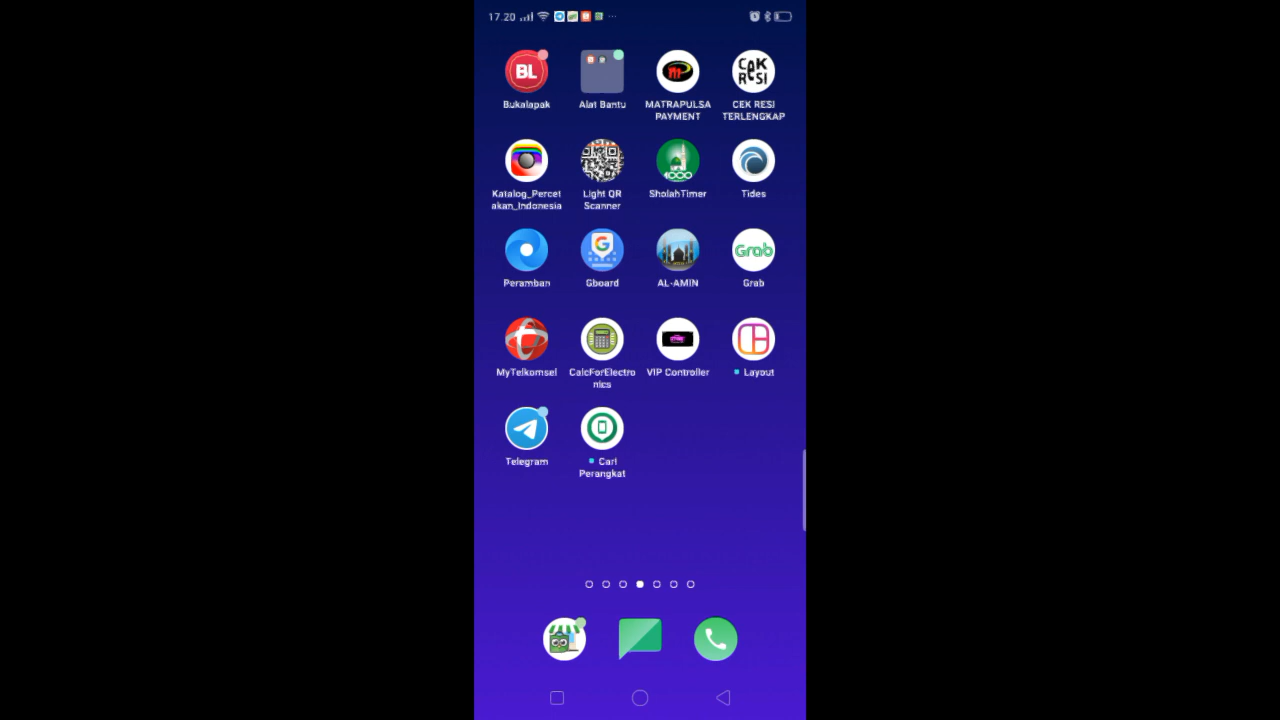 17.20
BL
Bukalapak
Alat Bantu
m
MATRAPULSA
PAYMENT
CEK
RESI
CEK RESI
TERLENGKAP
Katalog_Percet
akan_Indonesia
Light QR
Scanner
1000
SholahTimer
Tides
Peramban
G
Gboard
AL-AMIN
Grab
Grab
MyTelkomsel
CalcForElectro
nics
VIP Controller
Layout
Telegram
Cari
Perangkat